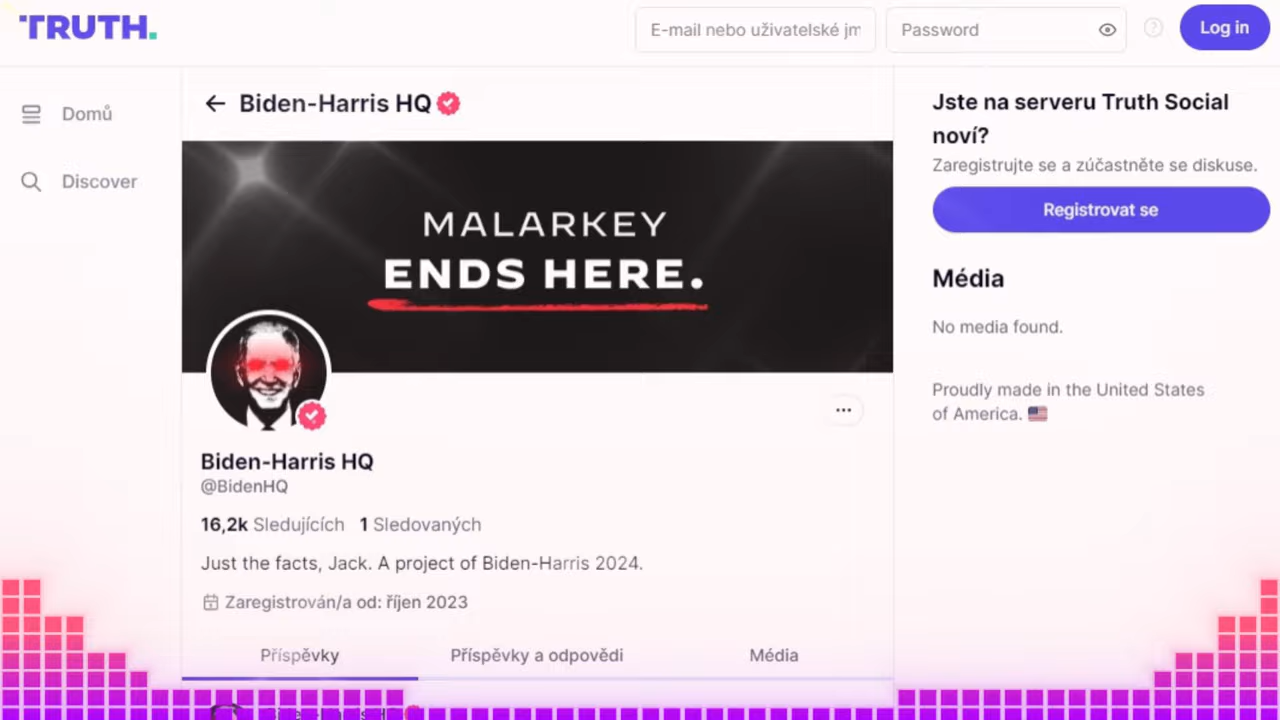 TRUTH.
E-mail nebo uživatelské jm
Password
Log in
Domů
Discover
Biden-Harris HQ
MALARKEY
ENDS HERE.
Biden-Harris HQ
@BidenHQ
16,2k Sledujících 1 Sledovaných
Just the facts, Jack. A project of Biden-Harris 2024.
Zaregistrován/a od: říjen 2023
Příspěvky
Příspěvky a odpovědi
Média
Jste na serveru Truth Social
noví?
Zaregistrujte se a zúčastněte se diskuse.
Registrovat se
Média
No media found.
Proudly made in the United States
of America.